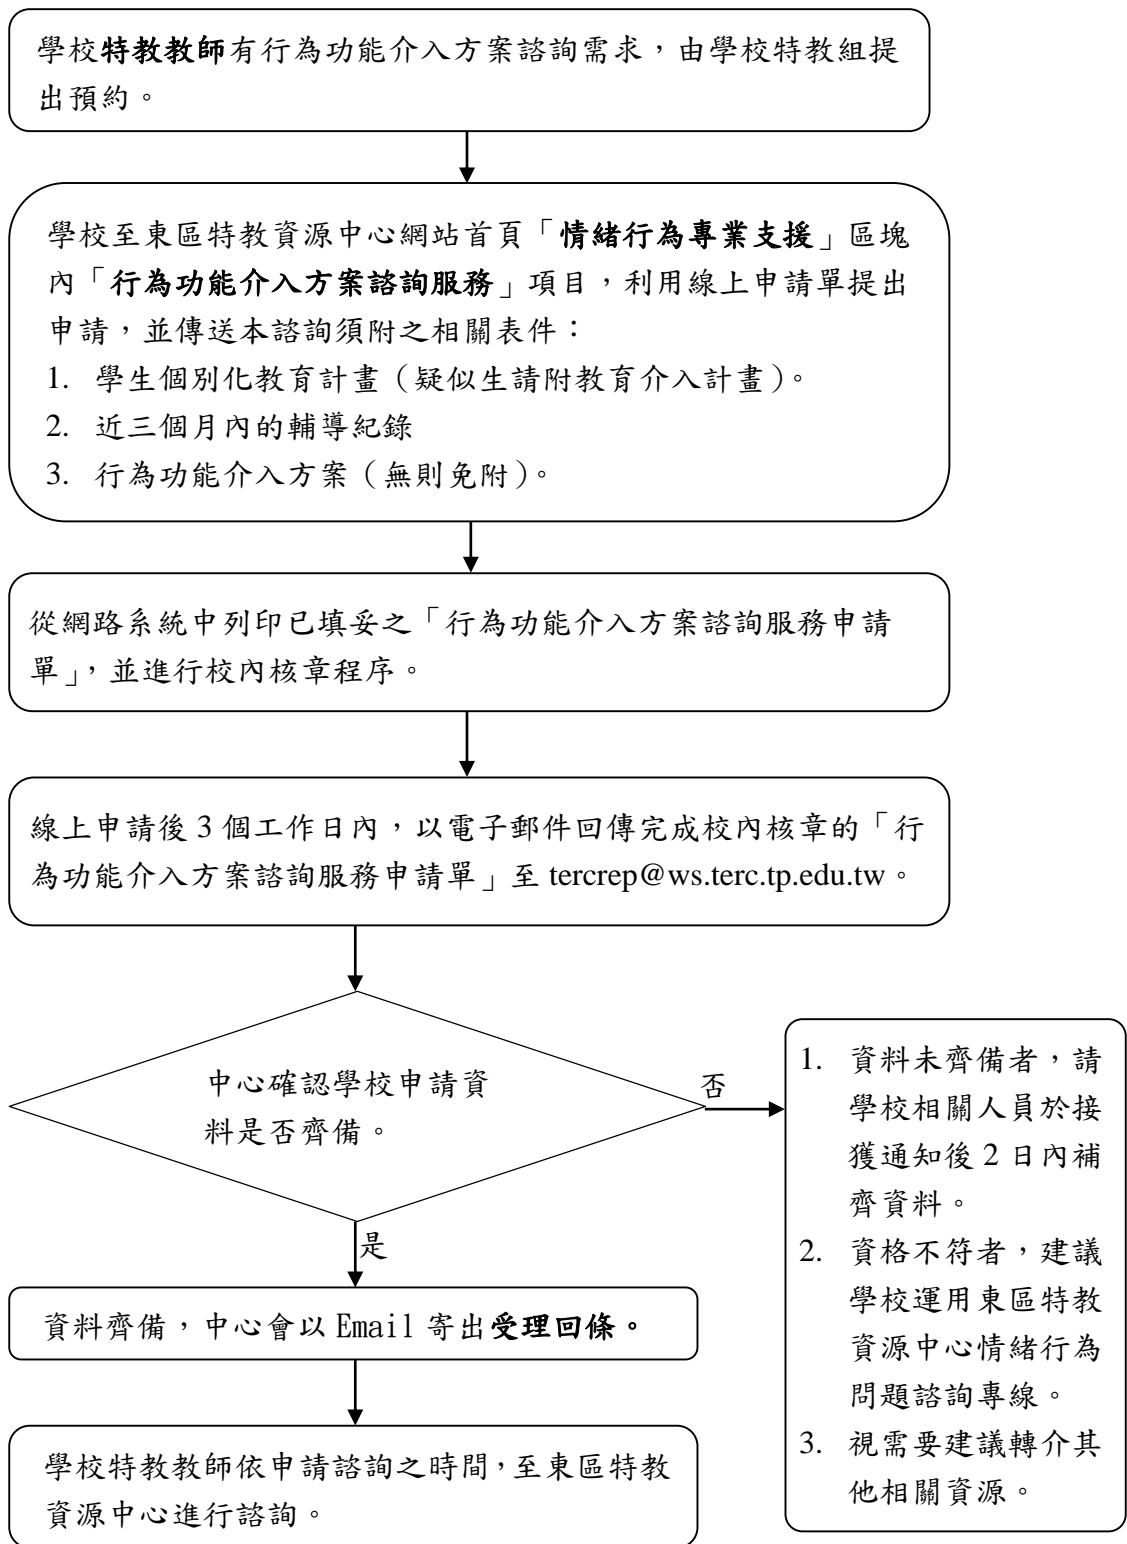 學校特教教師有行為功能介入方案諮詢需求，由學校特教組提
出預約。
學校至東區特教資源中心網站首頁「情緒行為專業支援」區塊
內「行為功能介入方案諮詢服務」項目，利用線上申請單提出
申請，並傳送本諮詢須附之相關表件：
1. 學生個別化教育計畫（疑似生請附教育介入計畫）。
2. 近三個月內的輔導紀錄
3. 行為功能介入方案（無則免附）。
從網路系統中列印已填妥之「行為功能介入方案諮詢服務申請
單」，並進行校內核章程序。
線上申請後 3 個工作日內，以電子郵件回傳完成校內核章的「行
為功能介入方案諮詢服務申請單」至 tercrep@ws.terc.tp.edu.tw。
中心確認學校申請資
料是否齊備。
否
1. 資料未齊備者，請
學校相關人員於接
獲通知後 2 日內補
齊資料。
2. 資格不符者，建議
學校運用東區特教
資源中心情緒行為
問題諮詢專線。
3. 視需要建議轉介其
他相關資源。
是
資料齊備，中心會以 Email 寄出受理回條。
學校特教教師依申請諮詢之時間，至東區特教
資源中心進行諮詢。